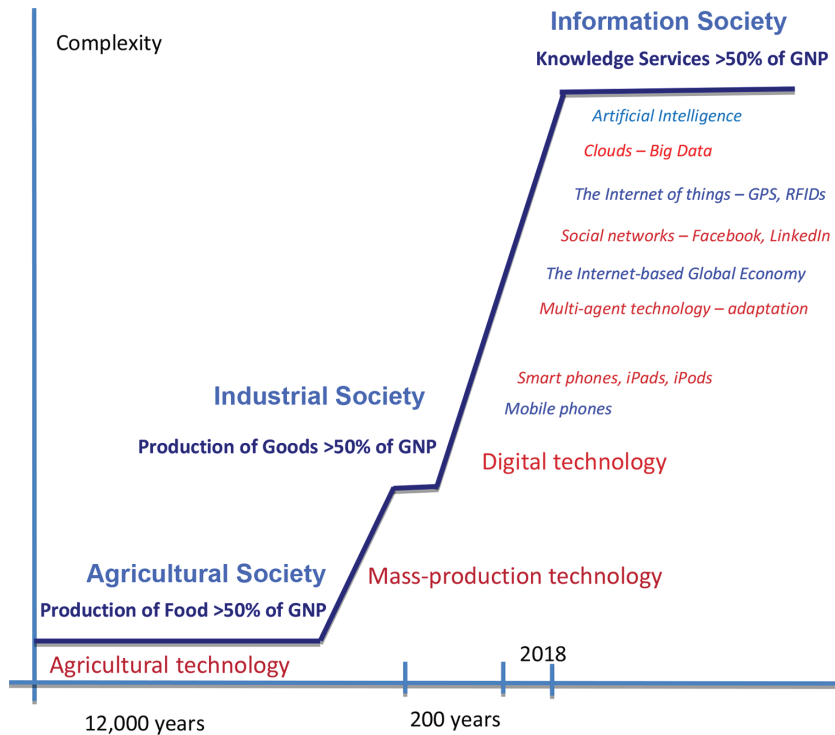 Complexity
Information Society
Knowledge Services >50% of GNP
Artificial Intelligence
Clouds – Big Data
The Internet of things – GPS, RFIDs
Social networks – Facebook, LinkedIn
The Internet-based Global Economy
Multi-agent technology – adaptation
Smart phones, iPads, iPods
Mobile phones
Industrial Society
Production of Goods >50% of GNP
Digital technology
Agricultural Society
Mass-production technology
Production of Food >50% of GNP
Agricultural technology
2018
12,000 years
200 years